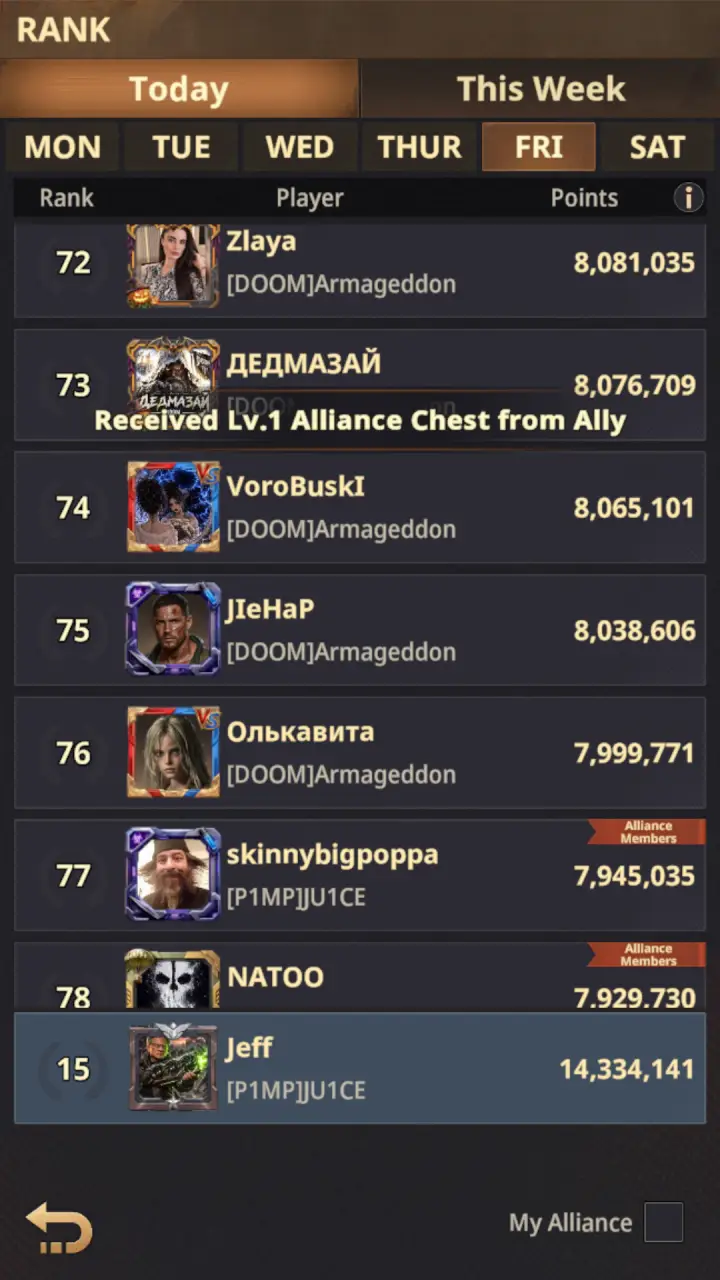 RANK
Today This Week
MON TUE WED THUR FRI SAT
Rank Player Points
72 Zlaya 8,081,035
[DOOM]Armageddon
73 ДЕДМАЗАЙ 8,076,709
ДЕДМАЗАЙ
Received Lv.1 Alliance Chest from Ally
74 VoroBuskI 8,065,101
[DOOM]Armageddon
75 JIeHaP 8,038,606
[DOOM]Armageddon
76 Олькавита 7,999,771
[DOOM]Armageddon
Alliance Members
77 skinnybigpoppa 7,945,035
[P1MP]JU1CE
Alliance Members
78 NATOO 7,929,730
15 Jeff 14,334,141
[P1MP]JU1CE
My Alliance